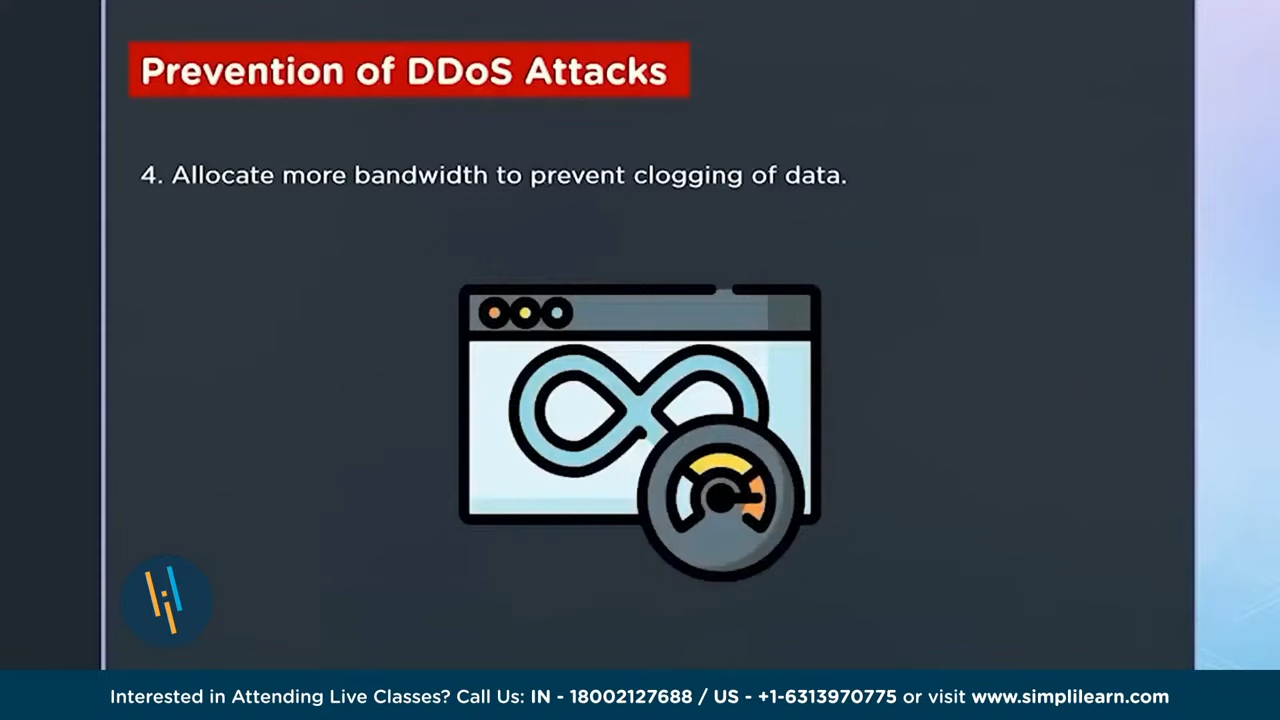 Prevention of DDoS Attacks
4. Allocate more bandwidth to prevent clogging of data.
Interested in Attending Live Classes? Call Us: IN - 18002127688 / US - +1-6313970775 or visit www.simplilearn.com